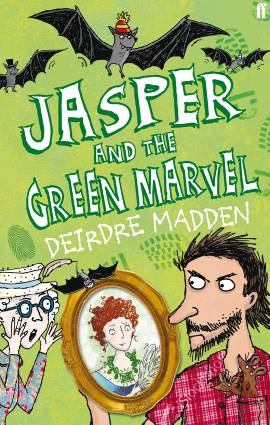 ff
JASPER
AND THE
GREEN MARVEL
DEIRDRE MADDEN